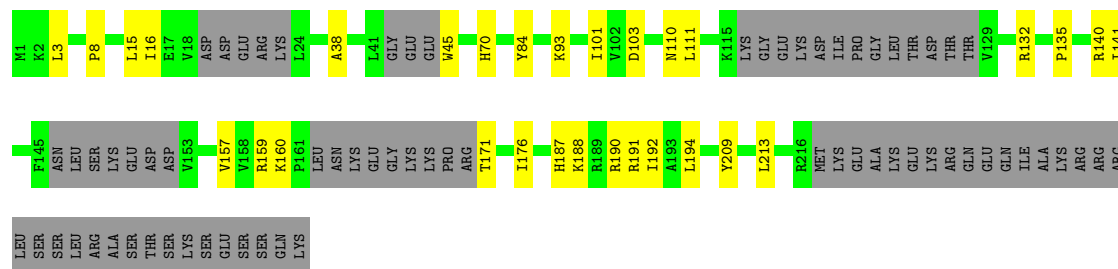 M1 K2 L3 P8 L15 I16 E17 V18 ASP ASP GLU ARG LYS L24 A38 L41 GLY GLU GLU W45 H70 Y84 K93 I101 V102 D103 N110 L111 K115 LYS GLY GLU LYS ASP ILE PRO GLY LEU THR ASP THR THR V129 R132 P135 R140
F145 ASN LEU SER LYS GLU ASP ASP V153 V157 V158 R159 K160 P161 LEU ASN LYS GLU GLY LYS LYS PRO ARG T171 I176 H187 K188 R189 R190 R191 I192 A193 L194 Y209 L213 R216 MET LYS GLU ALA LYS GLU LYS ARG GLN GLU GLN ILE ALA LYS ARG ARG ARG
LEU SER SER LEU ARG ALA SER THR SER LYS SER GLU SER SER GLN LYS